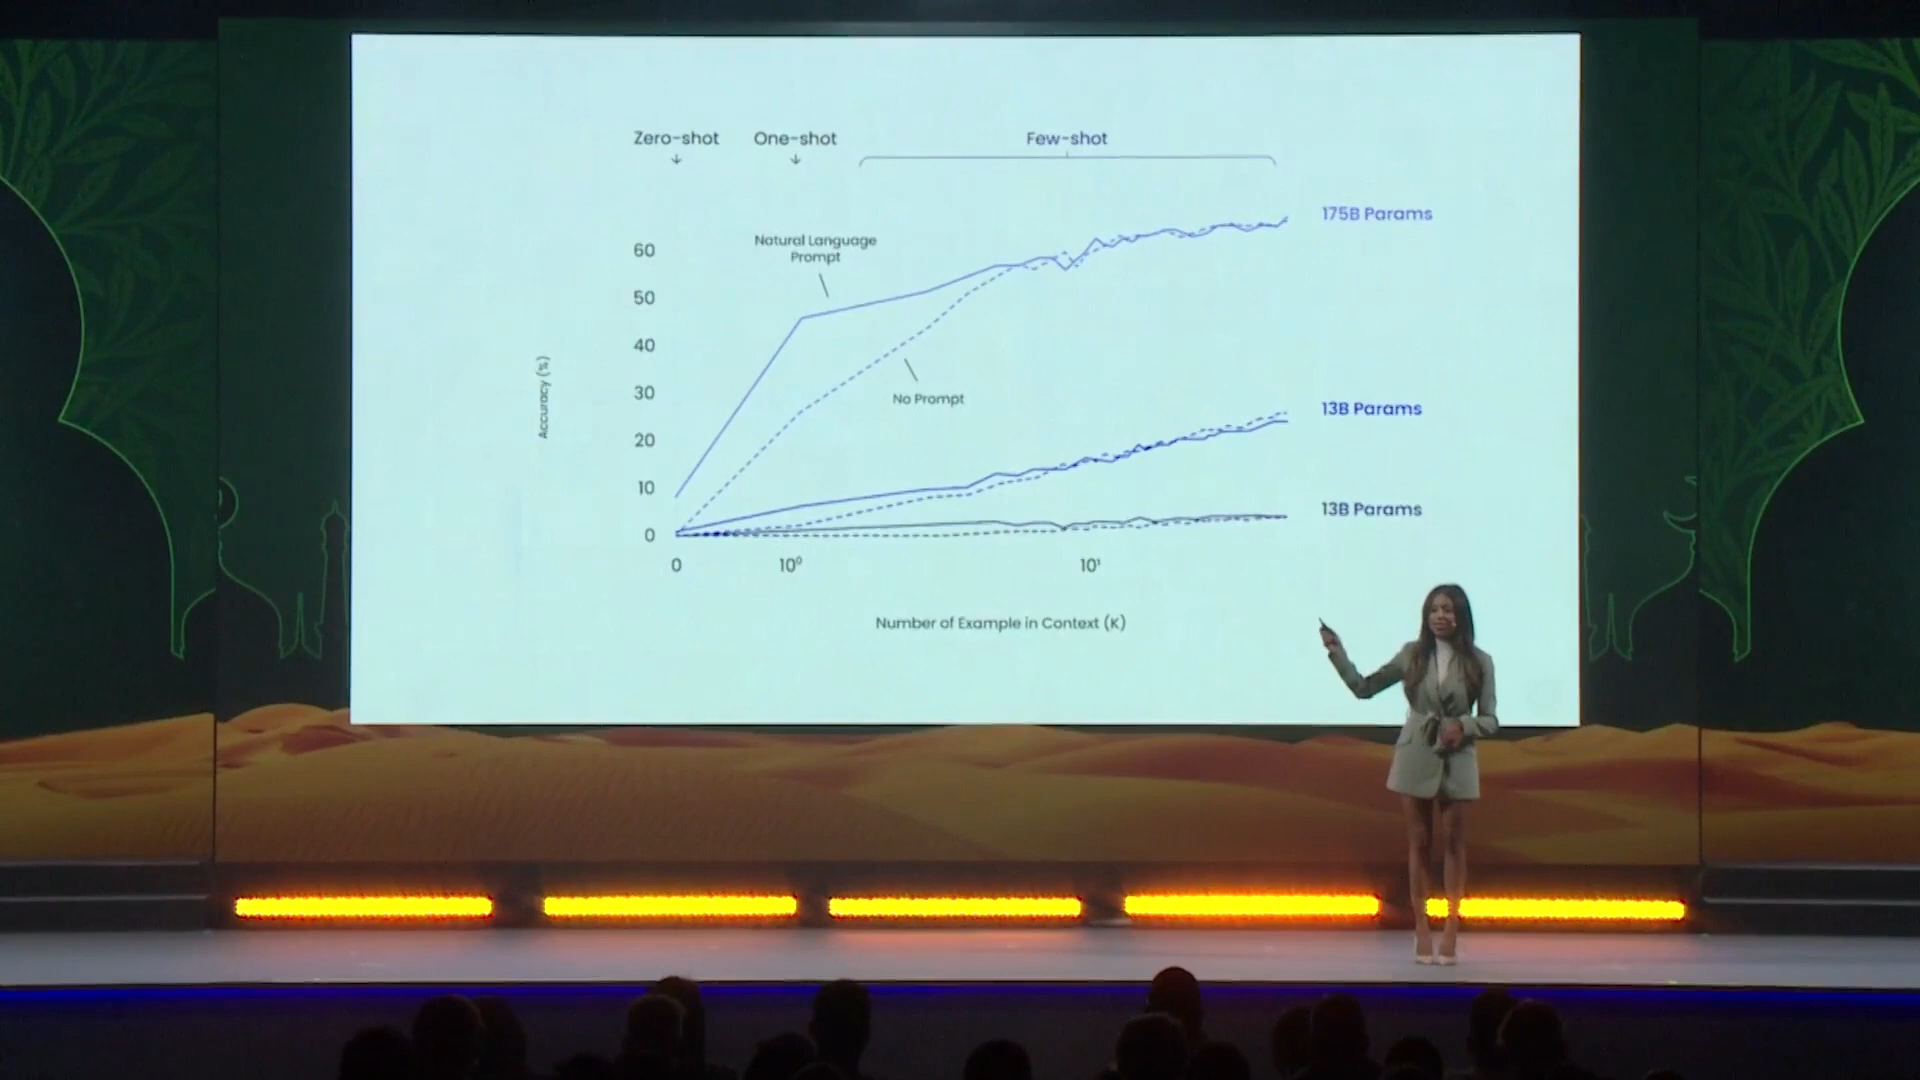 Zero-shot One-shot Few-shot
175B Params
Natural Language
Prompt
60
50
40
30
20
10
0
No Prompt
13B Params
13B Params
Accuracy (%)
0 10⁰ 10¹
Number of Example in Context (K)